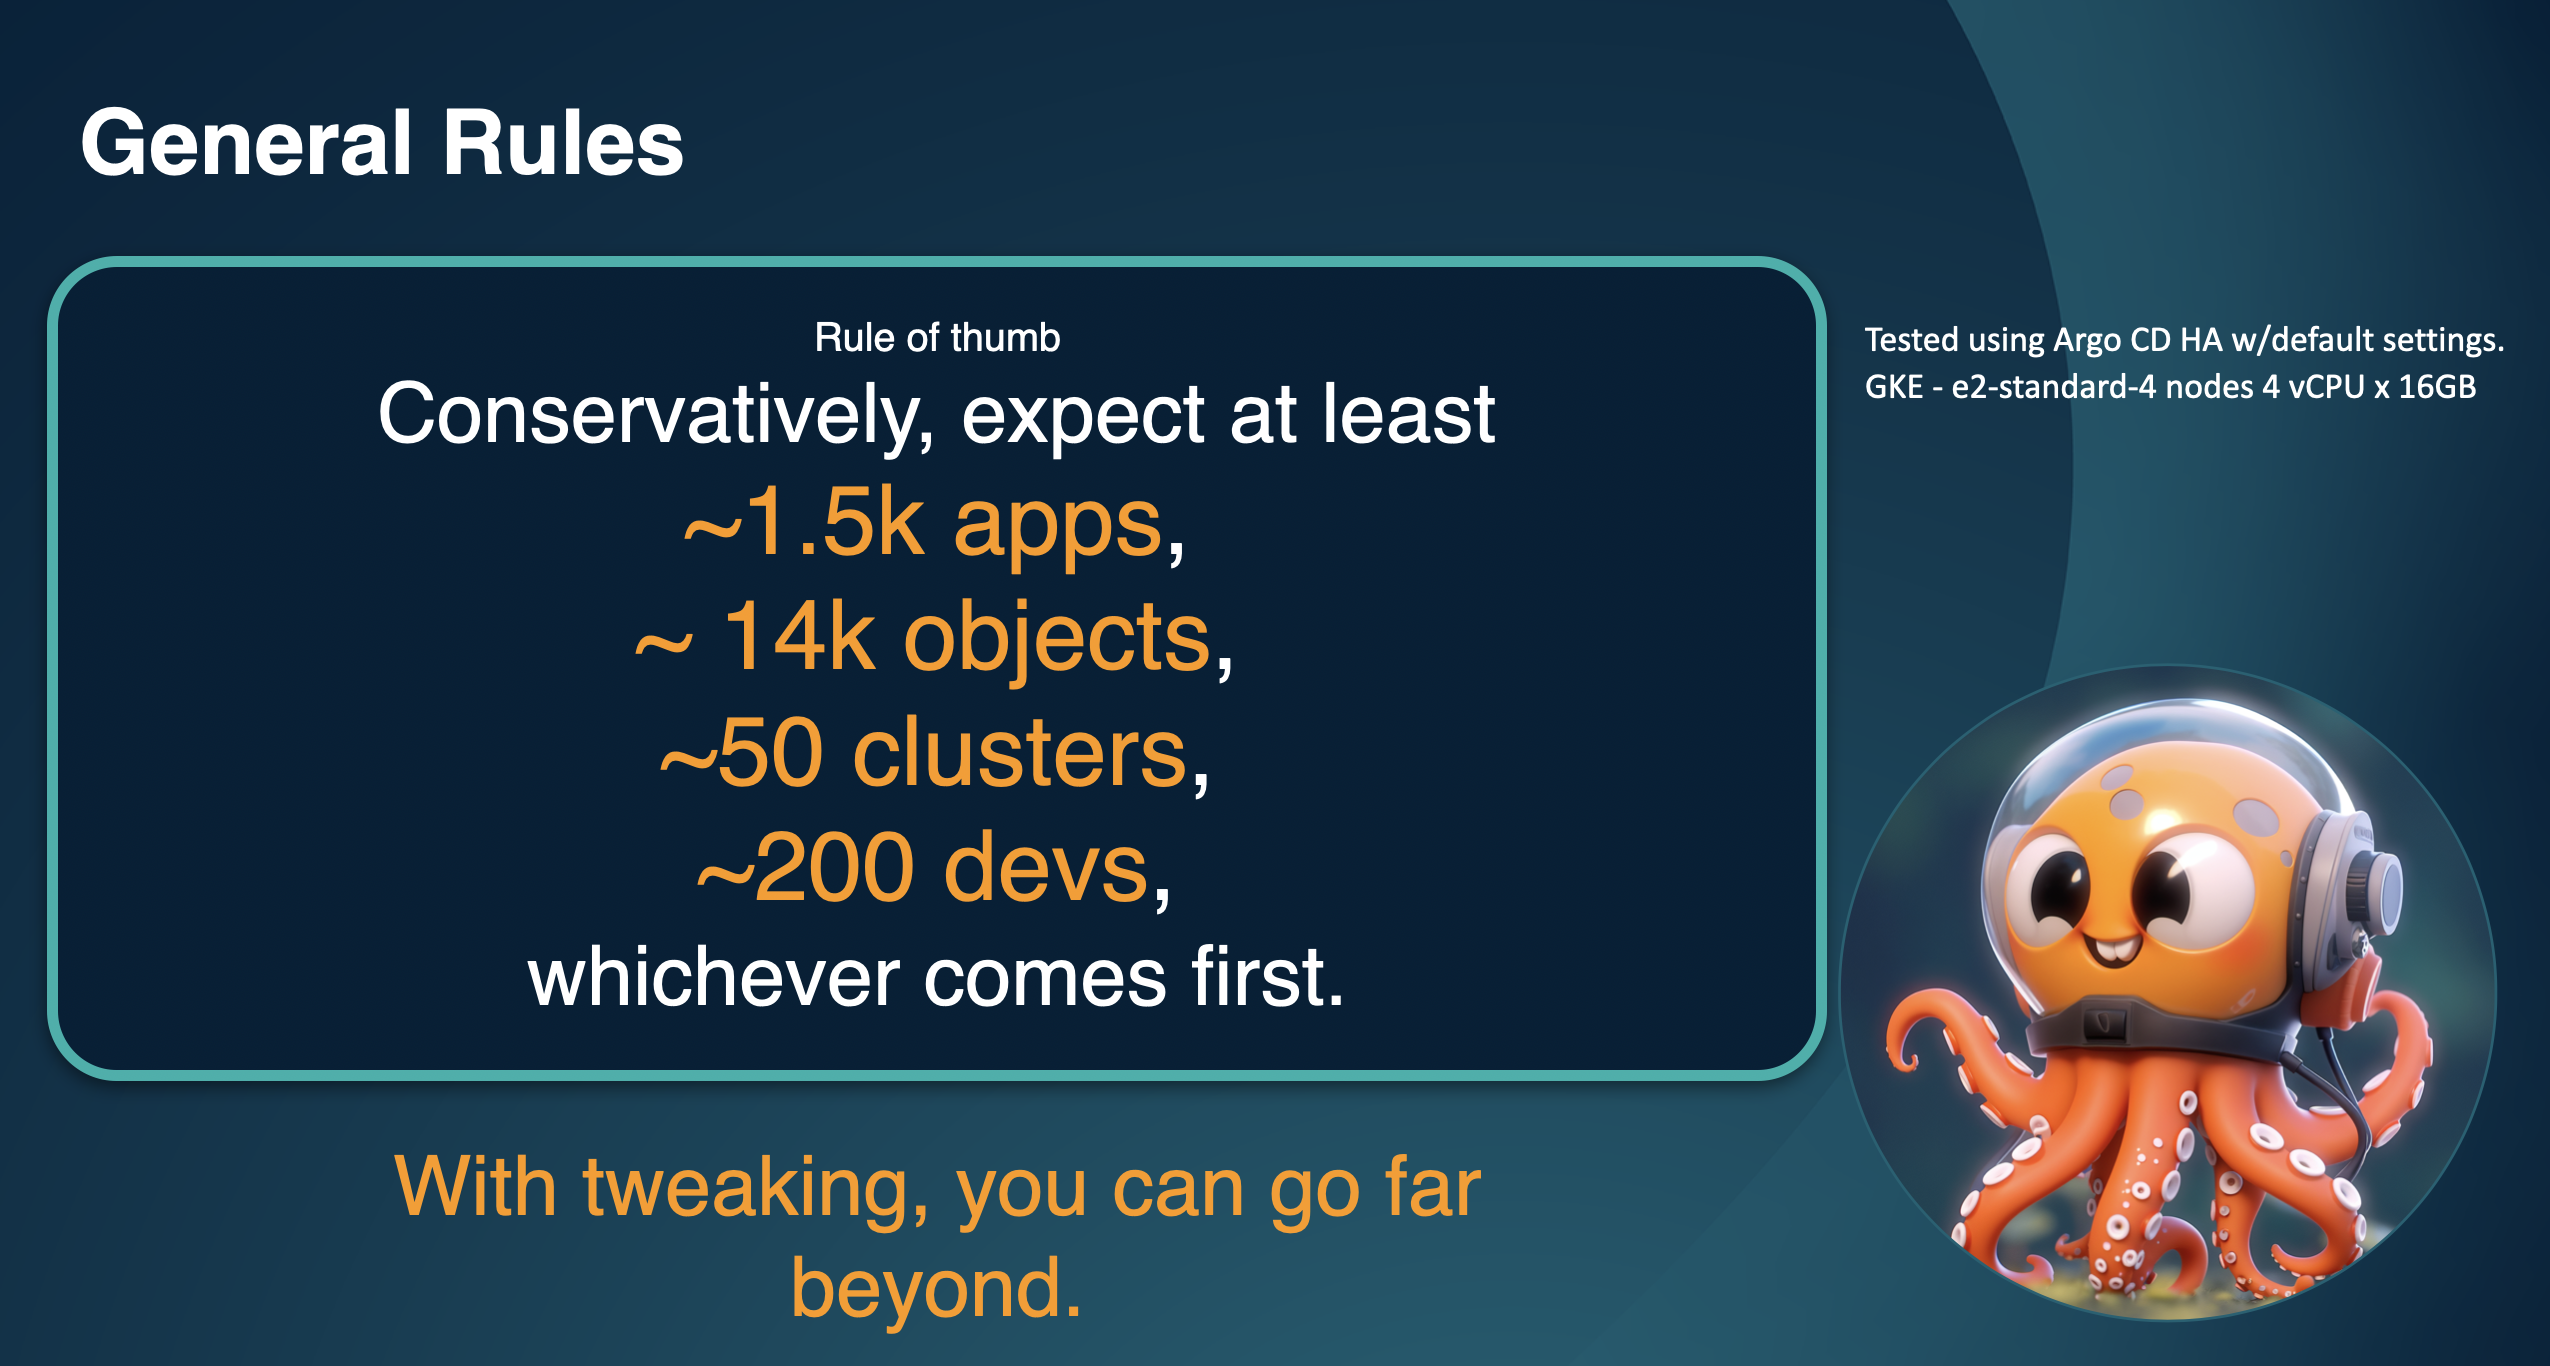 General Rules
Rule of thumb
Conservatively, expect at least
~1.5k apps,
~ 14k objects,
~50 clusters,
~200 devs,
whichever comes first.
Tested using Argo CD HA w/default settings.
GKE - e2-standard-4 nodes 4 vCPU x 16GB
With tweaking, you can go far
beyond.